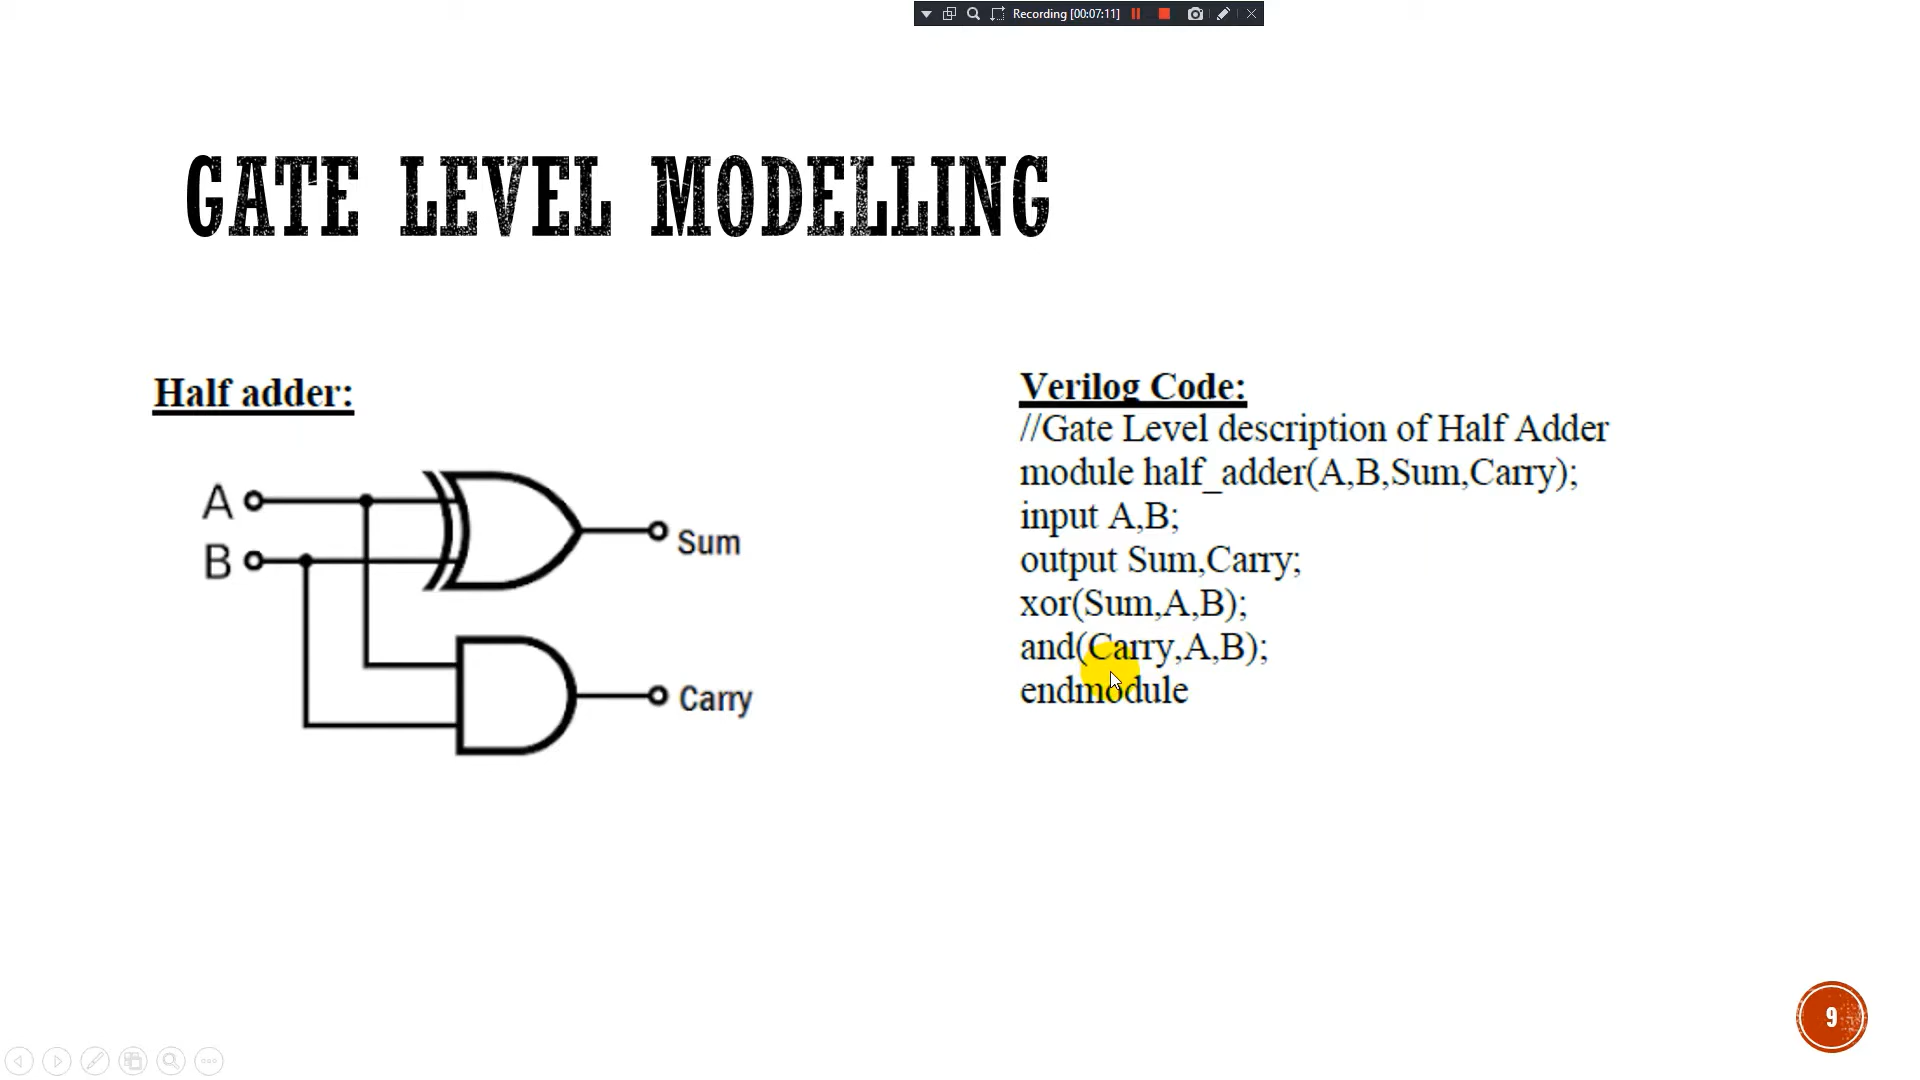 Recording [00:07:11]
GATE LEVEL MODELLING
Half adder:
A
B
Sum
Carry
Verilog Code:
//Gate Level description of Half Adder
module half_adder(A,B,Sum,Carry);
input A,B;
output Sum,Carry;
xor(Sum,A,B);
and(Carry,A,B);
endmodule
9